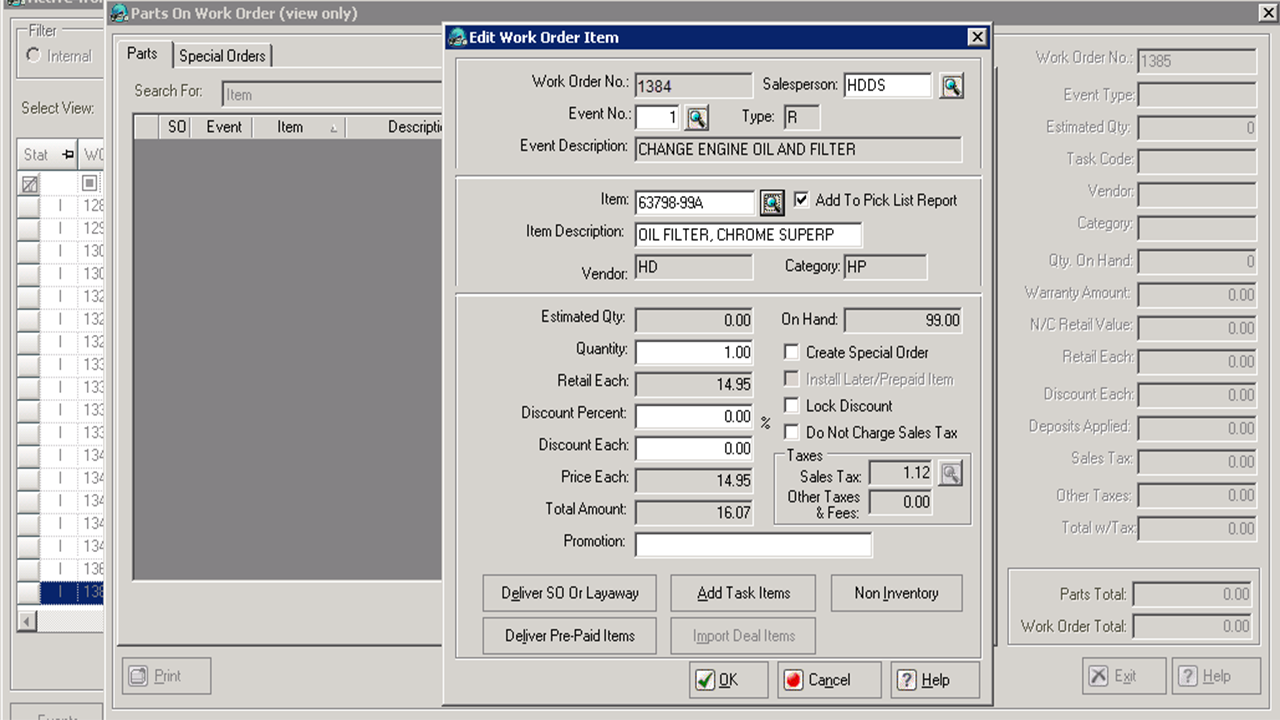 Parts On Work Order (view only)
Filter
Internal
Select View:
Stat
128
129
130
130
132
132
132
133
133
133
133
134
134
134
134
134
138
138
Parts
Special Orders
Search For:
Item
SO
Event
Item
Print
Edit Work Order Item
Work Order No.:
1384
Salesperson:
HDDS
Event No.:
1
Type:
R
Event Description:
CHANGE ENGINE OIL AND FILTER
Item:
63798-99A
Add To Pick List Report
Item Description:
OIL FILTER, CHROME SUPERP
Vendor:
HD
Category:
HP
Estimated Qty:
0.00
On Hand:
99.00
Quantity:
1.00
Create Special Order
Retail Each:
14.95
Install Later/Prepaid Item
Discount Percent:
0.00
%
Lock Discount
Discount Each:
0.00
Do Not Charge Sales Tax
Price Each:
14.95
Taxes
Sales Tax:
1.12
Total Amount:
16.07
Other Taxes
& Fees:
0.00
Promotion:
Deliver SO Or Layaway
Add Task Items
Non Inventory
Deliver Pre-Paid Items
Import Deal Items
OK
Cancel
Help
Work Order No.:
1385
Event Type:
Estimated Qty:
0
Task Code:
Vendor:
Category:
Qty. On Hand:
0
Warranty Amount:
0.00
N/C Retail Value:
0.00
Retail Each:
0.00
Discount Each:
0.00
Deposits Applied:
0.00
Sales Tax:
0.00
Other Taxes:
0.00
Total w/Tax:
0.00
Parts Total:
0.00
Work Order Total:
0.00
Exit
Help